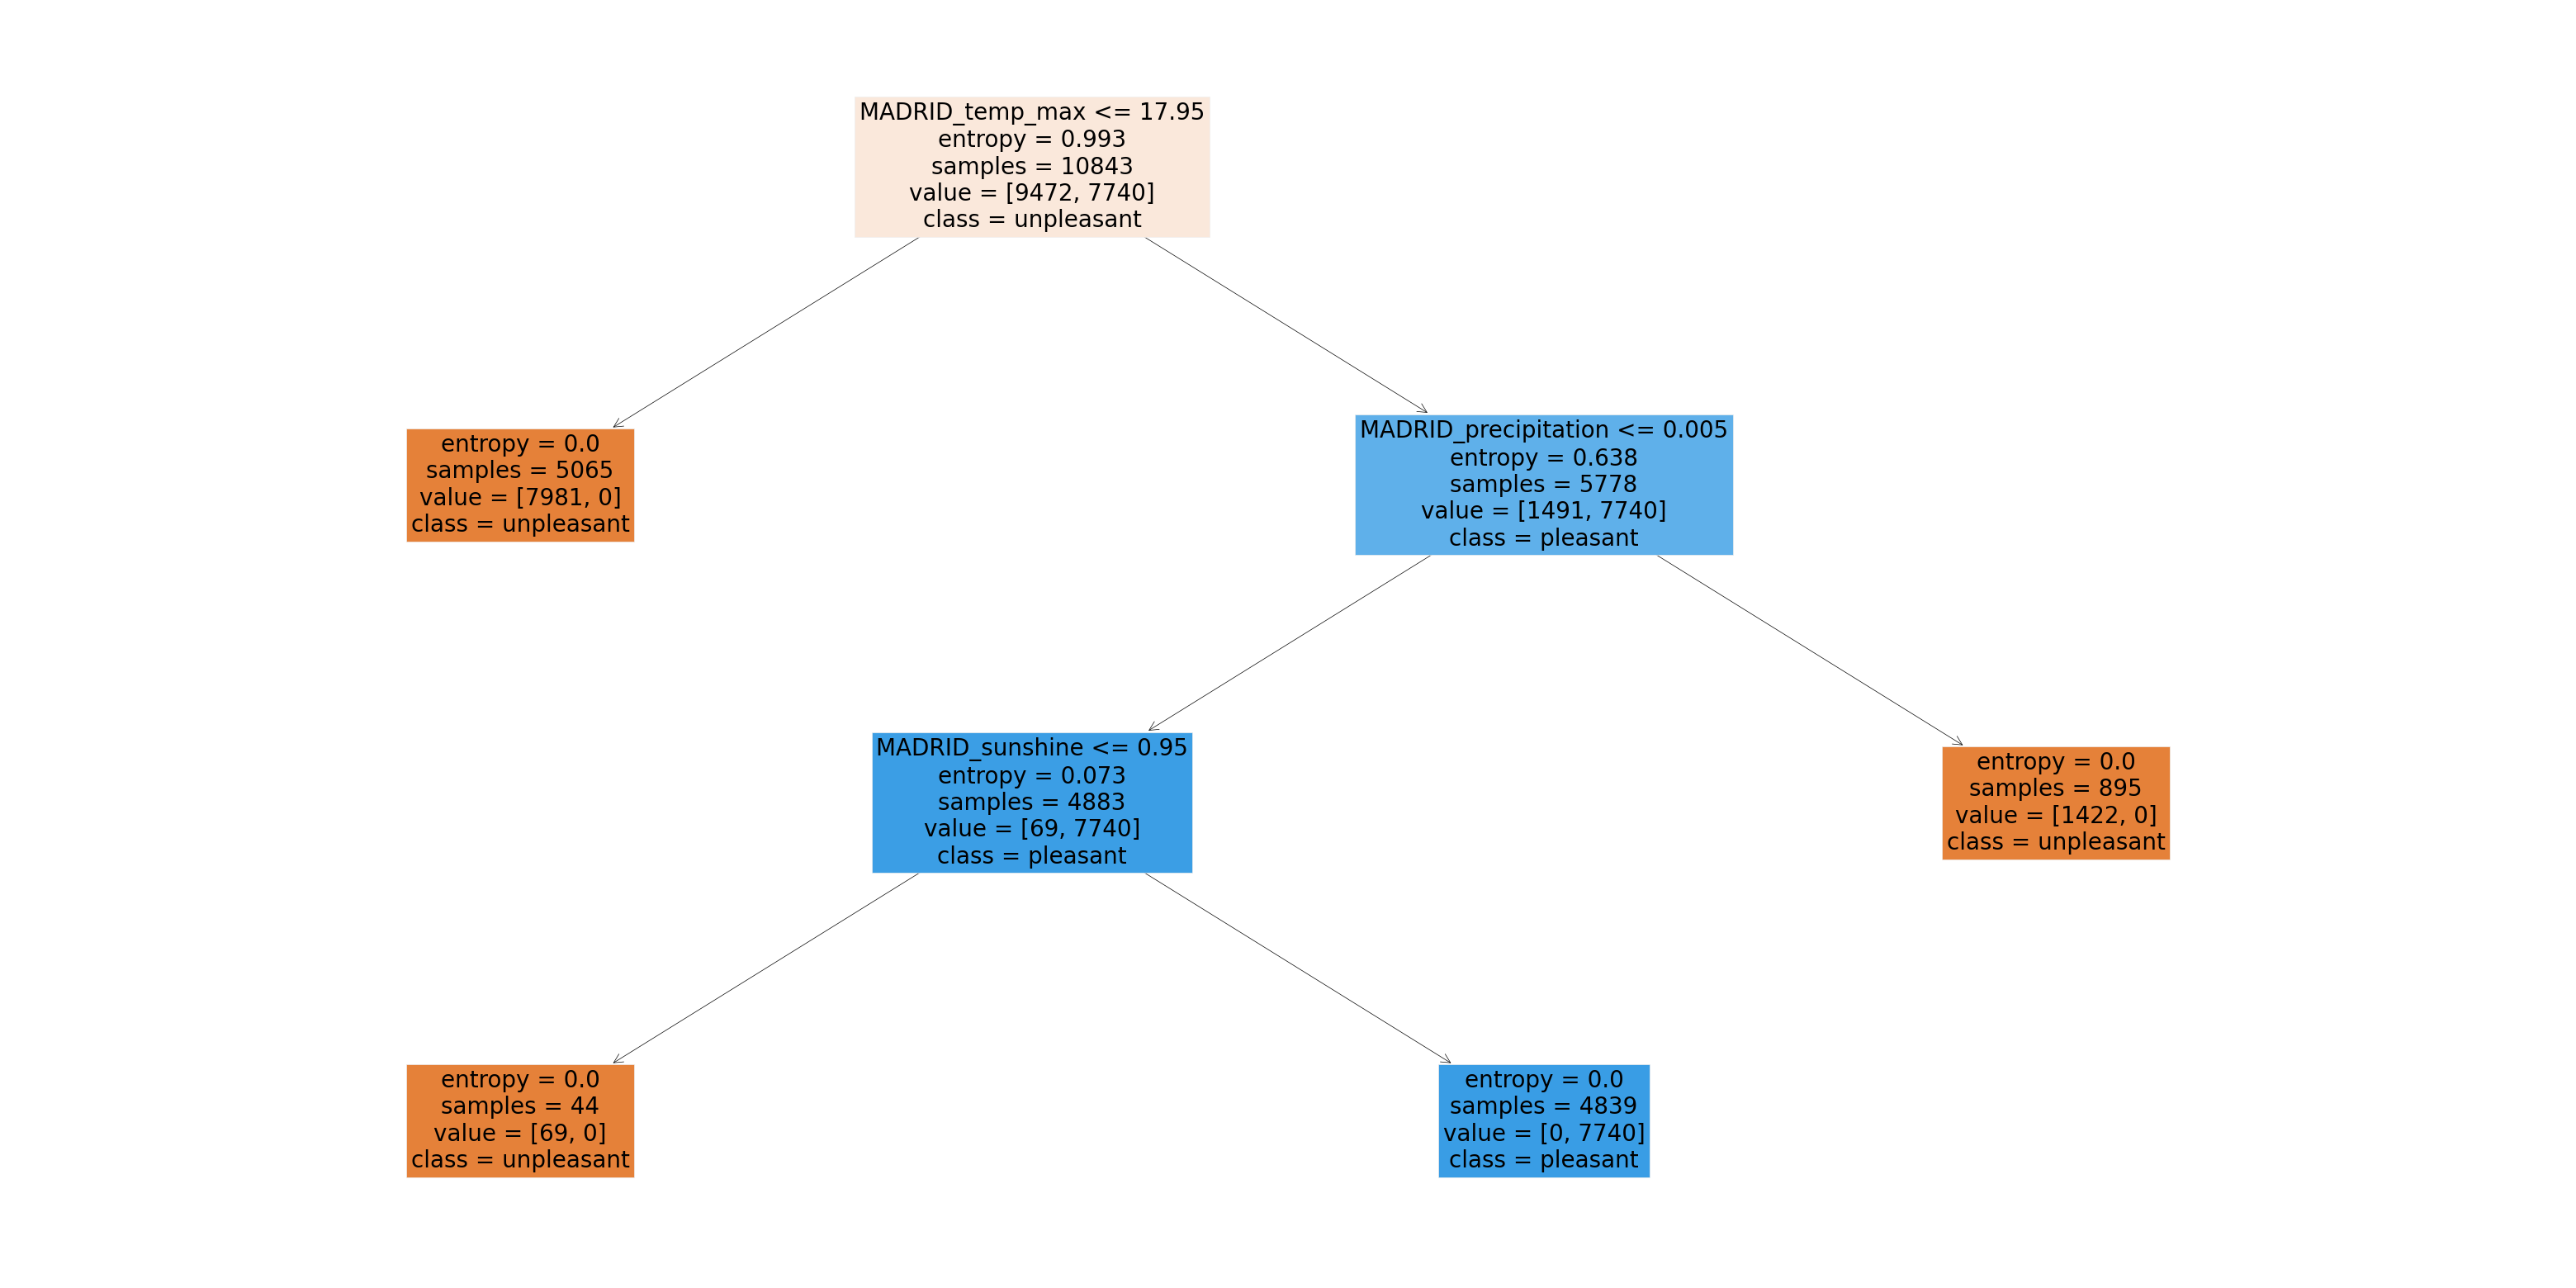 MADRID_temp_max <= 17.95
entropy = 0.993
samples = 10843
value = [9472, 7740]
class = unpleasant
entropy = 0.0
samples = 5065
value = [7981, 0]
class = unpleasant
MADRID_precipitation <= 0.005
entropy = 0.638
samples = 5778
value = [1491, 7740]
class = pleasant
MADRID_sunshine <= 0.95
entropy = 0.073
samples = 4883
value = [69, 7740]
class = pleasant
entropy = 0.0
samples = 895
value = [1422, 0]
class = unpleasant
entropy = 0.0
samples = 44
value = [69, 0]
class = unpleasant
entropy = 0.0
samples = 4839
value = [0, 7740]
class = pleasant